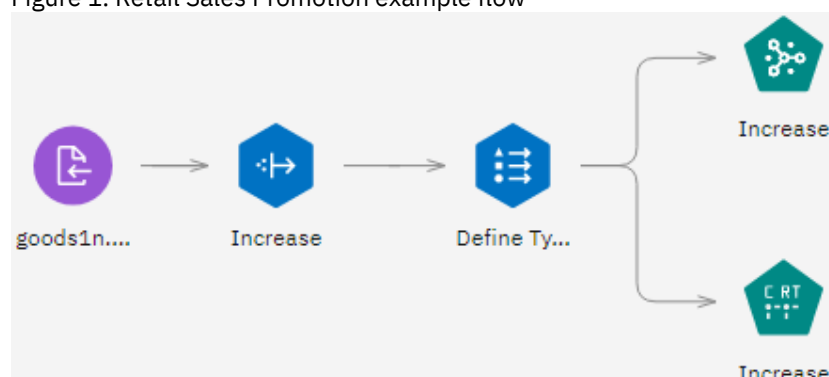 Figure 1. Retail Sales Promotion example flow
Increase
goods1n....
Increase
Define Ty...
C RT
Increase